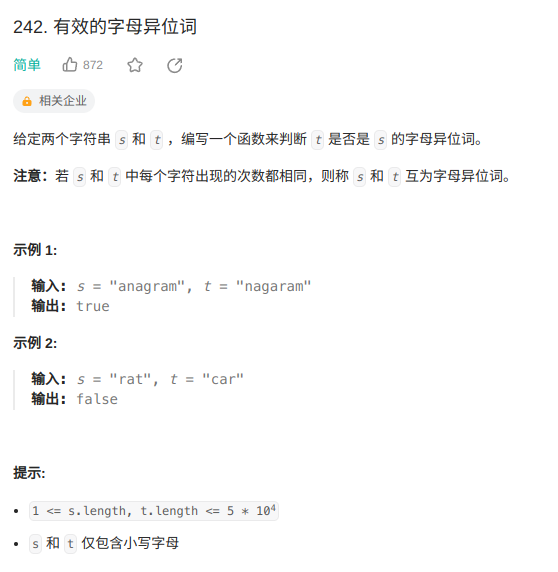 242. 有效的字母异位词
简单 872
相关企业
给定两个字符串 s 和 t ，编写一个函数来判断 t 是否是 s 的字母异位词。
注意：若 s 和 t 中每个字符出现的次数都相同，则称 s 和 t 互为字母异位词。
示例 1:
输入: s = "anagram", t = "nagaram"
输出: true
示例 2:
输入: s = "rat", t = "car"
输出: false
提示:
• 1 <= s.length, t.length <= 5 * 10⁴
• s 和 t 仅包含小写字母